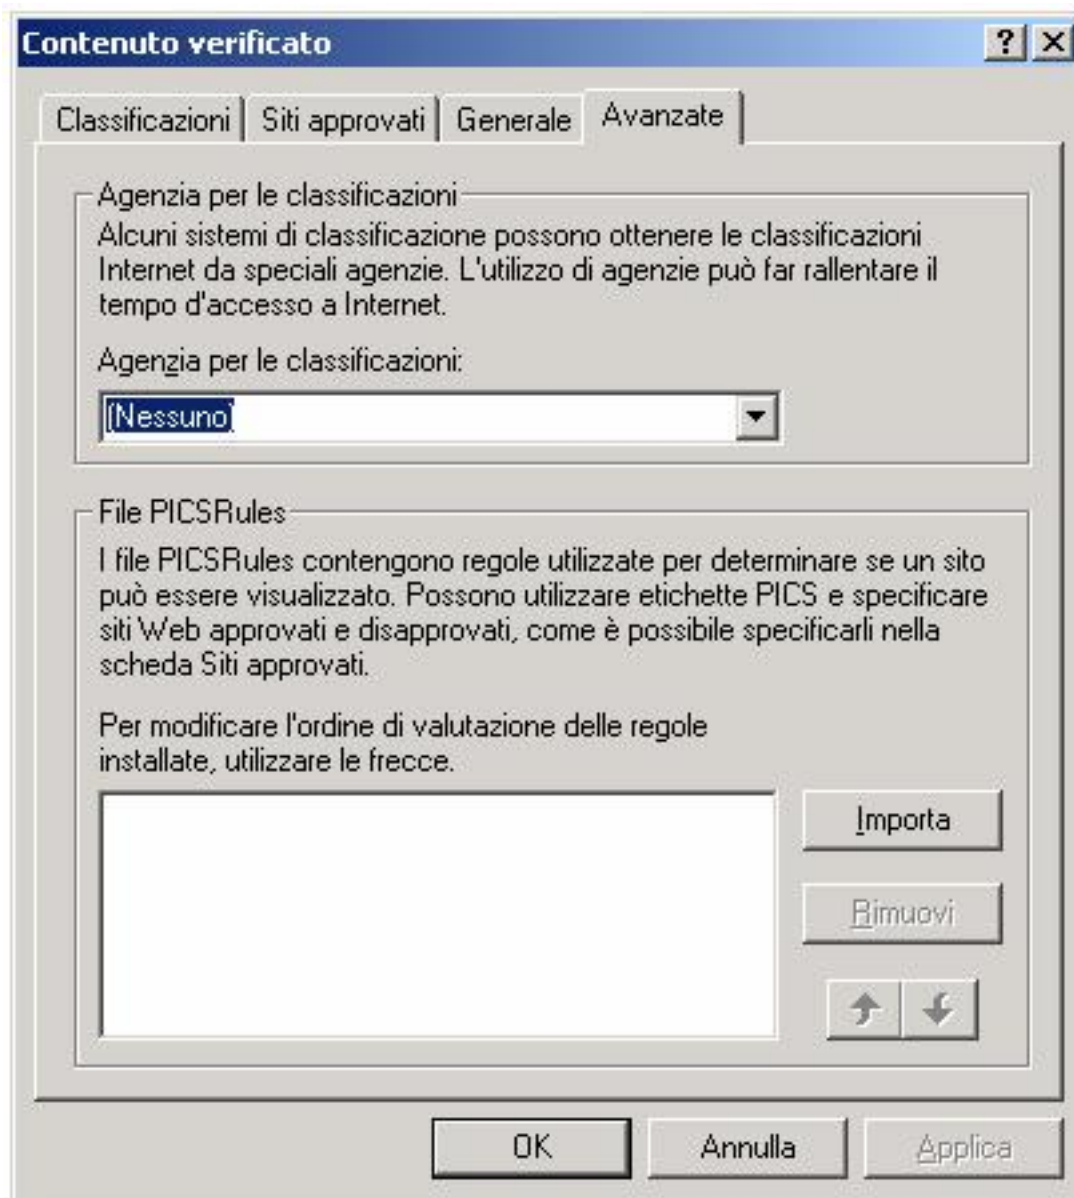 Contenuto verificato
Classificazioni
Siti approvati
Generale
Avanzate
Agenzia per le classificazioni
Alcuni sistemi di classificazione possono ottenere le classificazioni
Internet da speciali agenzie. L'utilizzo di agenzie può far rallentare il
tempo d'accesso a Internet.
Agenzia per le classificazioni:
(Nessuno)
File PICSRules
I file PICSRules contengono regole utilizzate per determinare se un sito
può essere visualizzato. Possono utilizzare etichette PICS e specificare
siti Web approvati e disapprovati, come è possibile specificarli nella
scheda Siti approvati.
Per modificare l'ordine di valutazione delle regole
installate, utilizzare le frecce.
Importa
Rimuovi
OK
Annulla
Applica